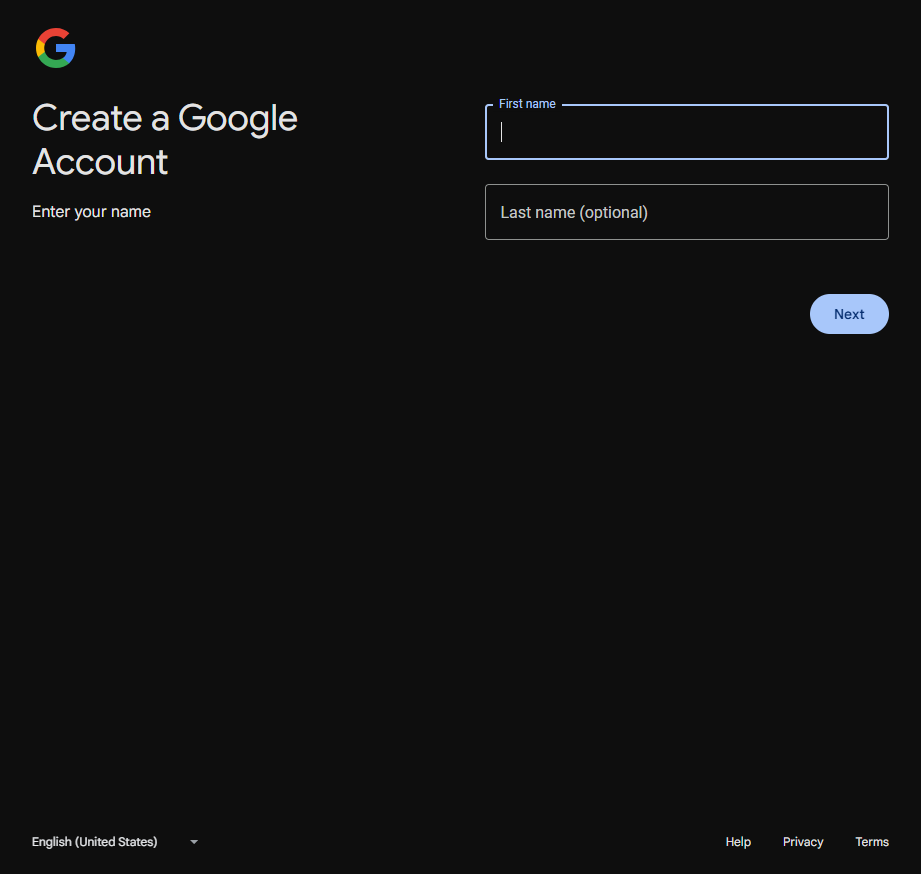 Create a Google
Account
Enter your name
First name
Last name (optional)
Next
English (United States)
Help
Privacy
Terms